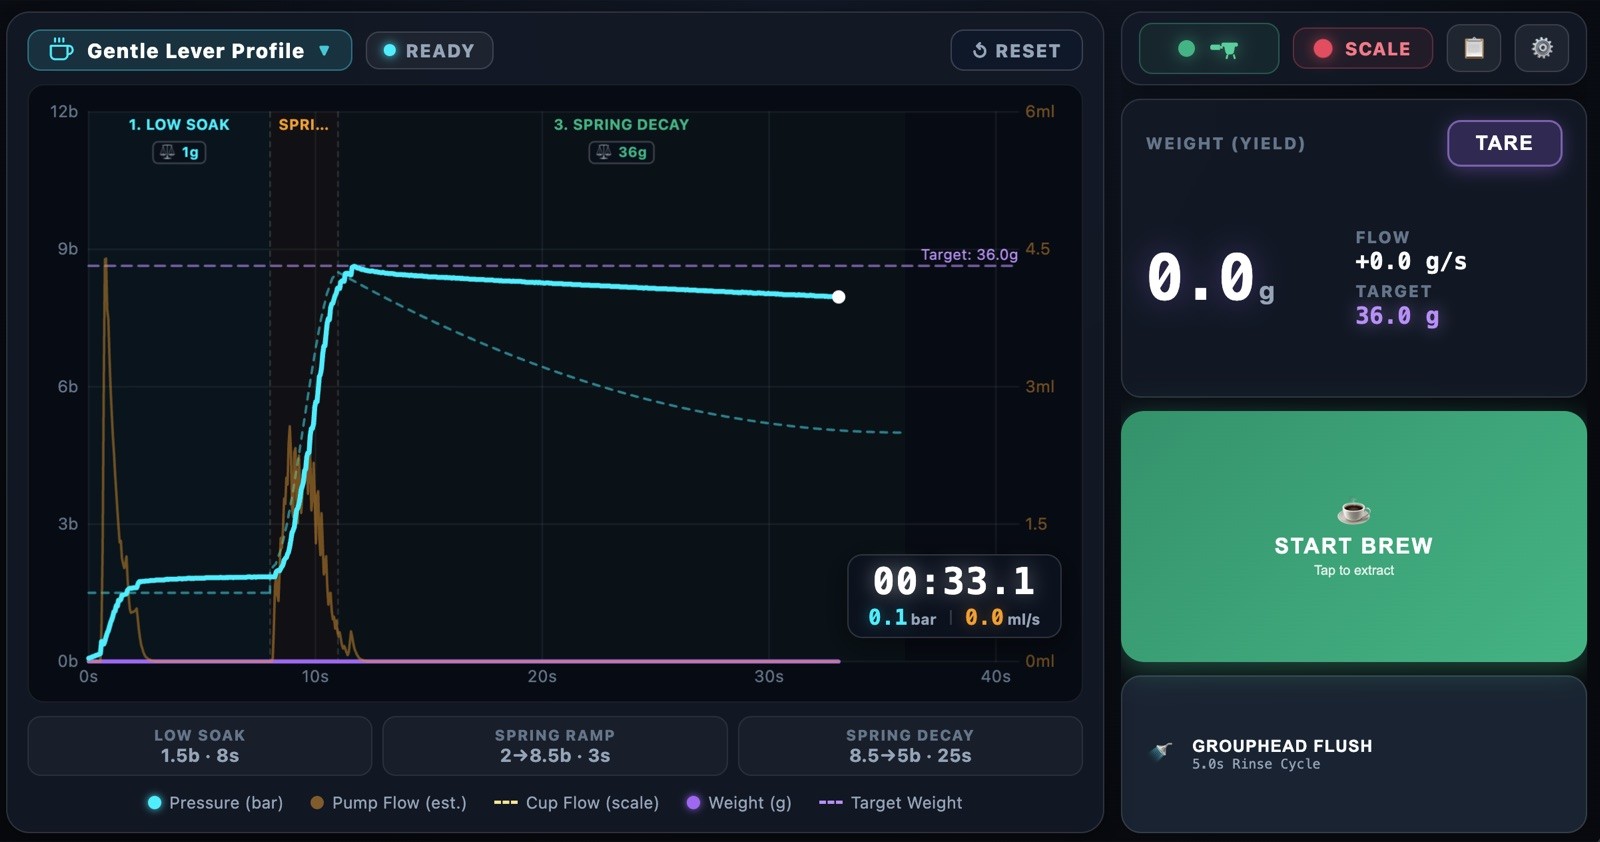 Gentle Lever Profile ▼
READY
RESET
SCALE
12b
9b
6b
3b
0b
6ml
4.5
3ml
1.5
0ml
1. LOW SOAK
1g
SPRI...
3. SPRING DECAY
36g
Target: 36.0g
00:33.1
0.1 bar | 0.0 ml/s
0s
10s
20s
30s
40s
LOW SOAK
1.5b · 8s
SPRING RAMP
2→8.5b · 3s
SPRING DECAY
8.5→5b · 25s
Pressure (bar)
Pump Flow (est.)
Cup Flow (scale)
Weight (g)
Target Weight
WEIGHT (YIELD)
TARE
0.0g
FLOW
+0.0 g/s
TARGET
36.0 g
START BREW
Tap to extract
GROUPHEAD FLUSH
5.0s Rinse Cycle